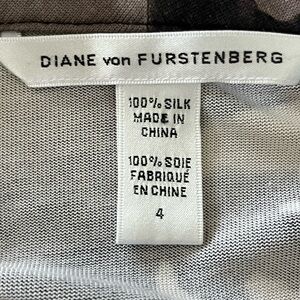 DIANE von FURSTENBERG
100% SILK
MADE IN
CHINA
100% SOIE
FABRIQUÉ
EN CHINE
4